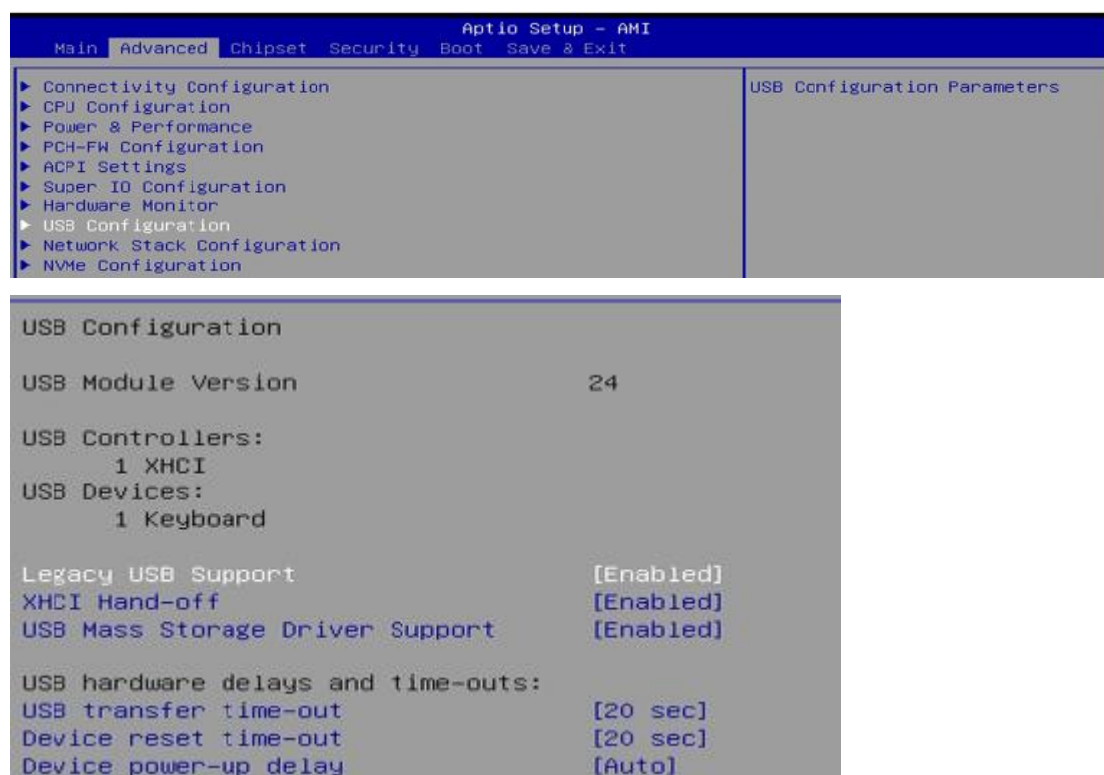 Aptio Setup – AMI
Main Advanced Chipset Security Boot Save & Exit
► Connectivity Configuration
USB Configuration Parameters
► CPU Configuration
► Power & Performance
► PCH-FW Configuration
► ACPI Settings
► Super IO Configuration
► Hardware Monitor
► USB Configuration
► Network Stack Configuration
► NVMe Configuration
USB Configuration
USB Module Version 24
USB Controllers:
1 XHCI
USB Devices:
1 Keyboard
Legacy USB Support [Enabled]
XHCI Hand-off [Enabled]
USB Mass Storage Driver Support [Enabled]
USB hardware delays and time-outs:
USB transfer time-out [20 sec]
Device reset time-out [20 sec]
Device power-up delay [Auto]